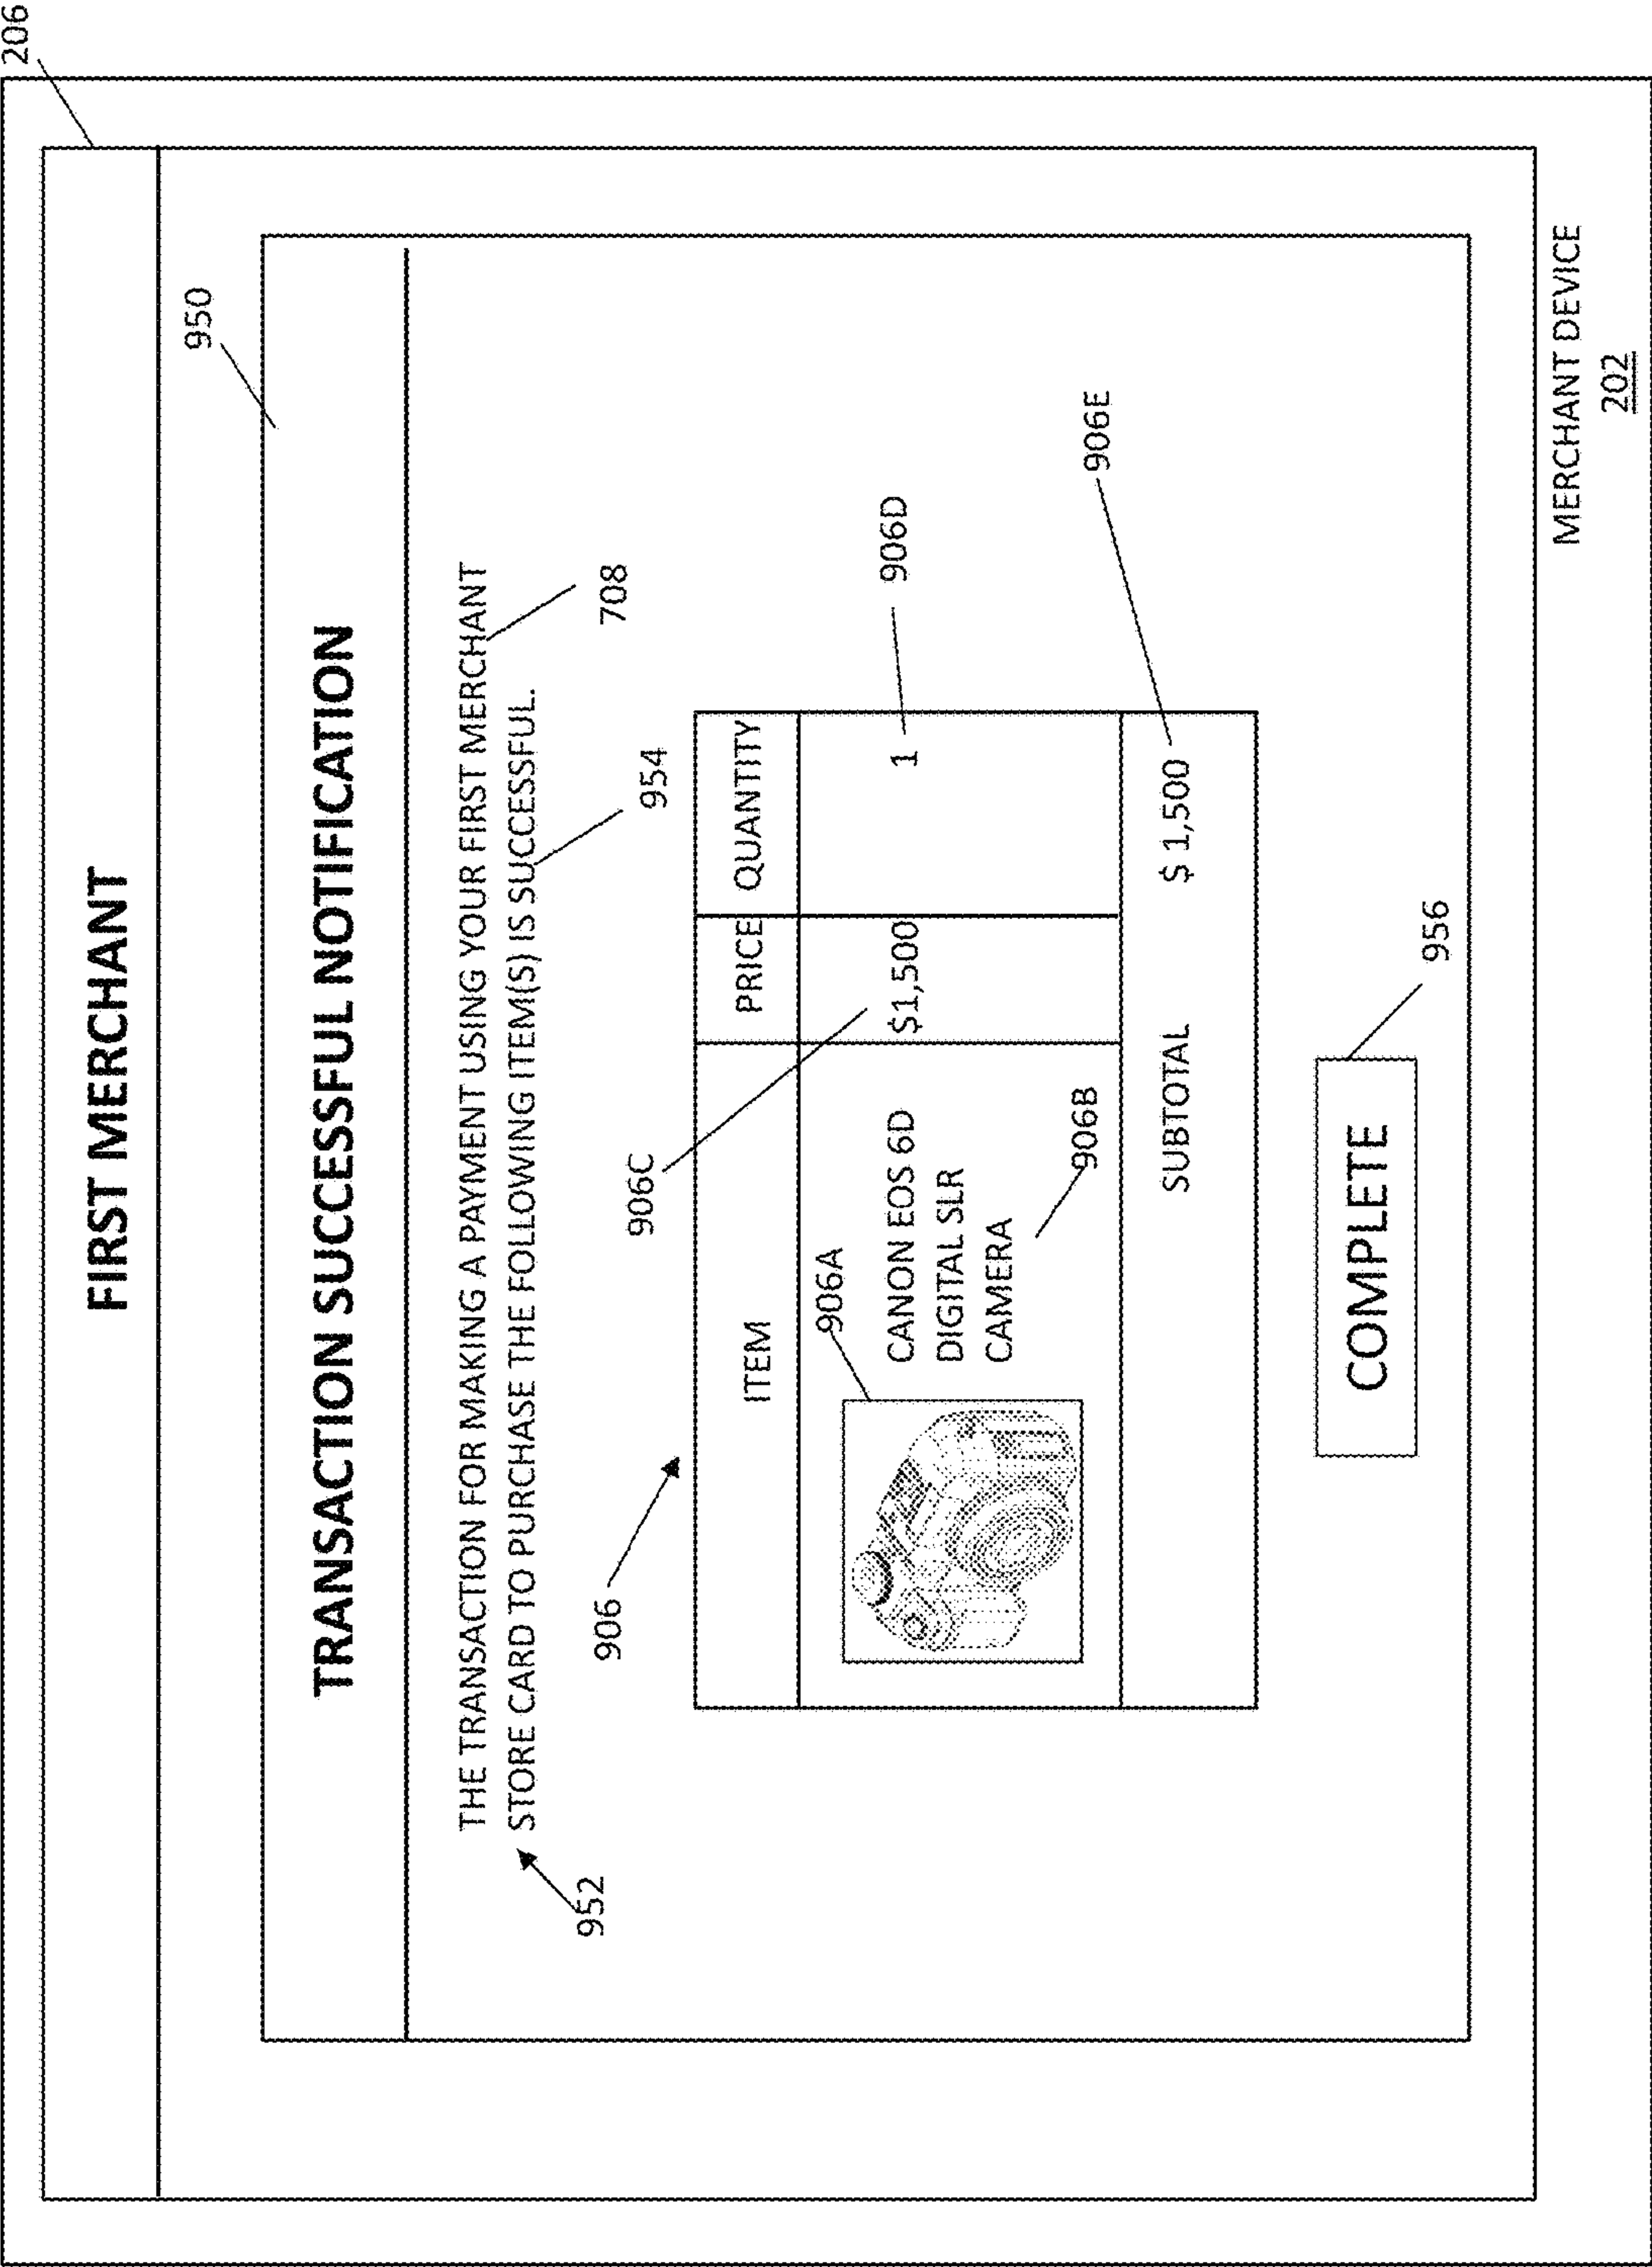 206
FIRST MERCHANT
950
TRANSACTION SUCCESSFUL NOTIFICATION
THE TRANSACTION FOR MAKING A PAYMENT USING YOUR FIRST MERCHANT
STORE CARD TO PURCHASE THE FOLLOWING ITEM(S) IS SUCCESSFUL.
952
708
954
906
906C
ITEM PRICE QUANTITY
906A
CANON EOS 6D
DIGITAL SLR
CAMERA
906B
$1,500
1
906D
SUBTOTAL $ 1,500
906E
COMPLETE
956
MERCHANT DEVICE
202